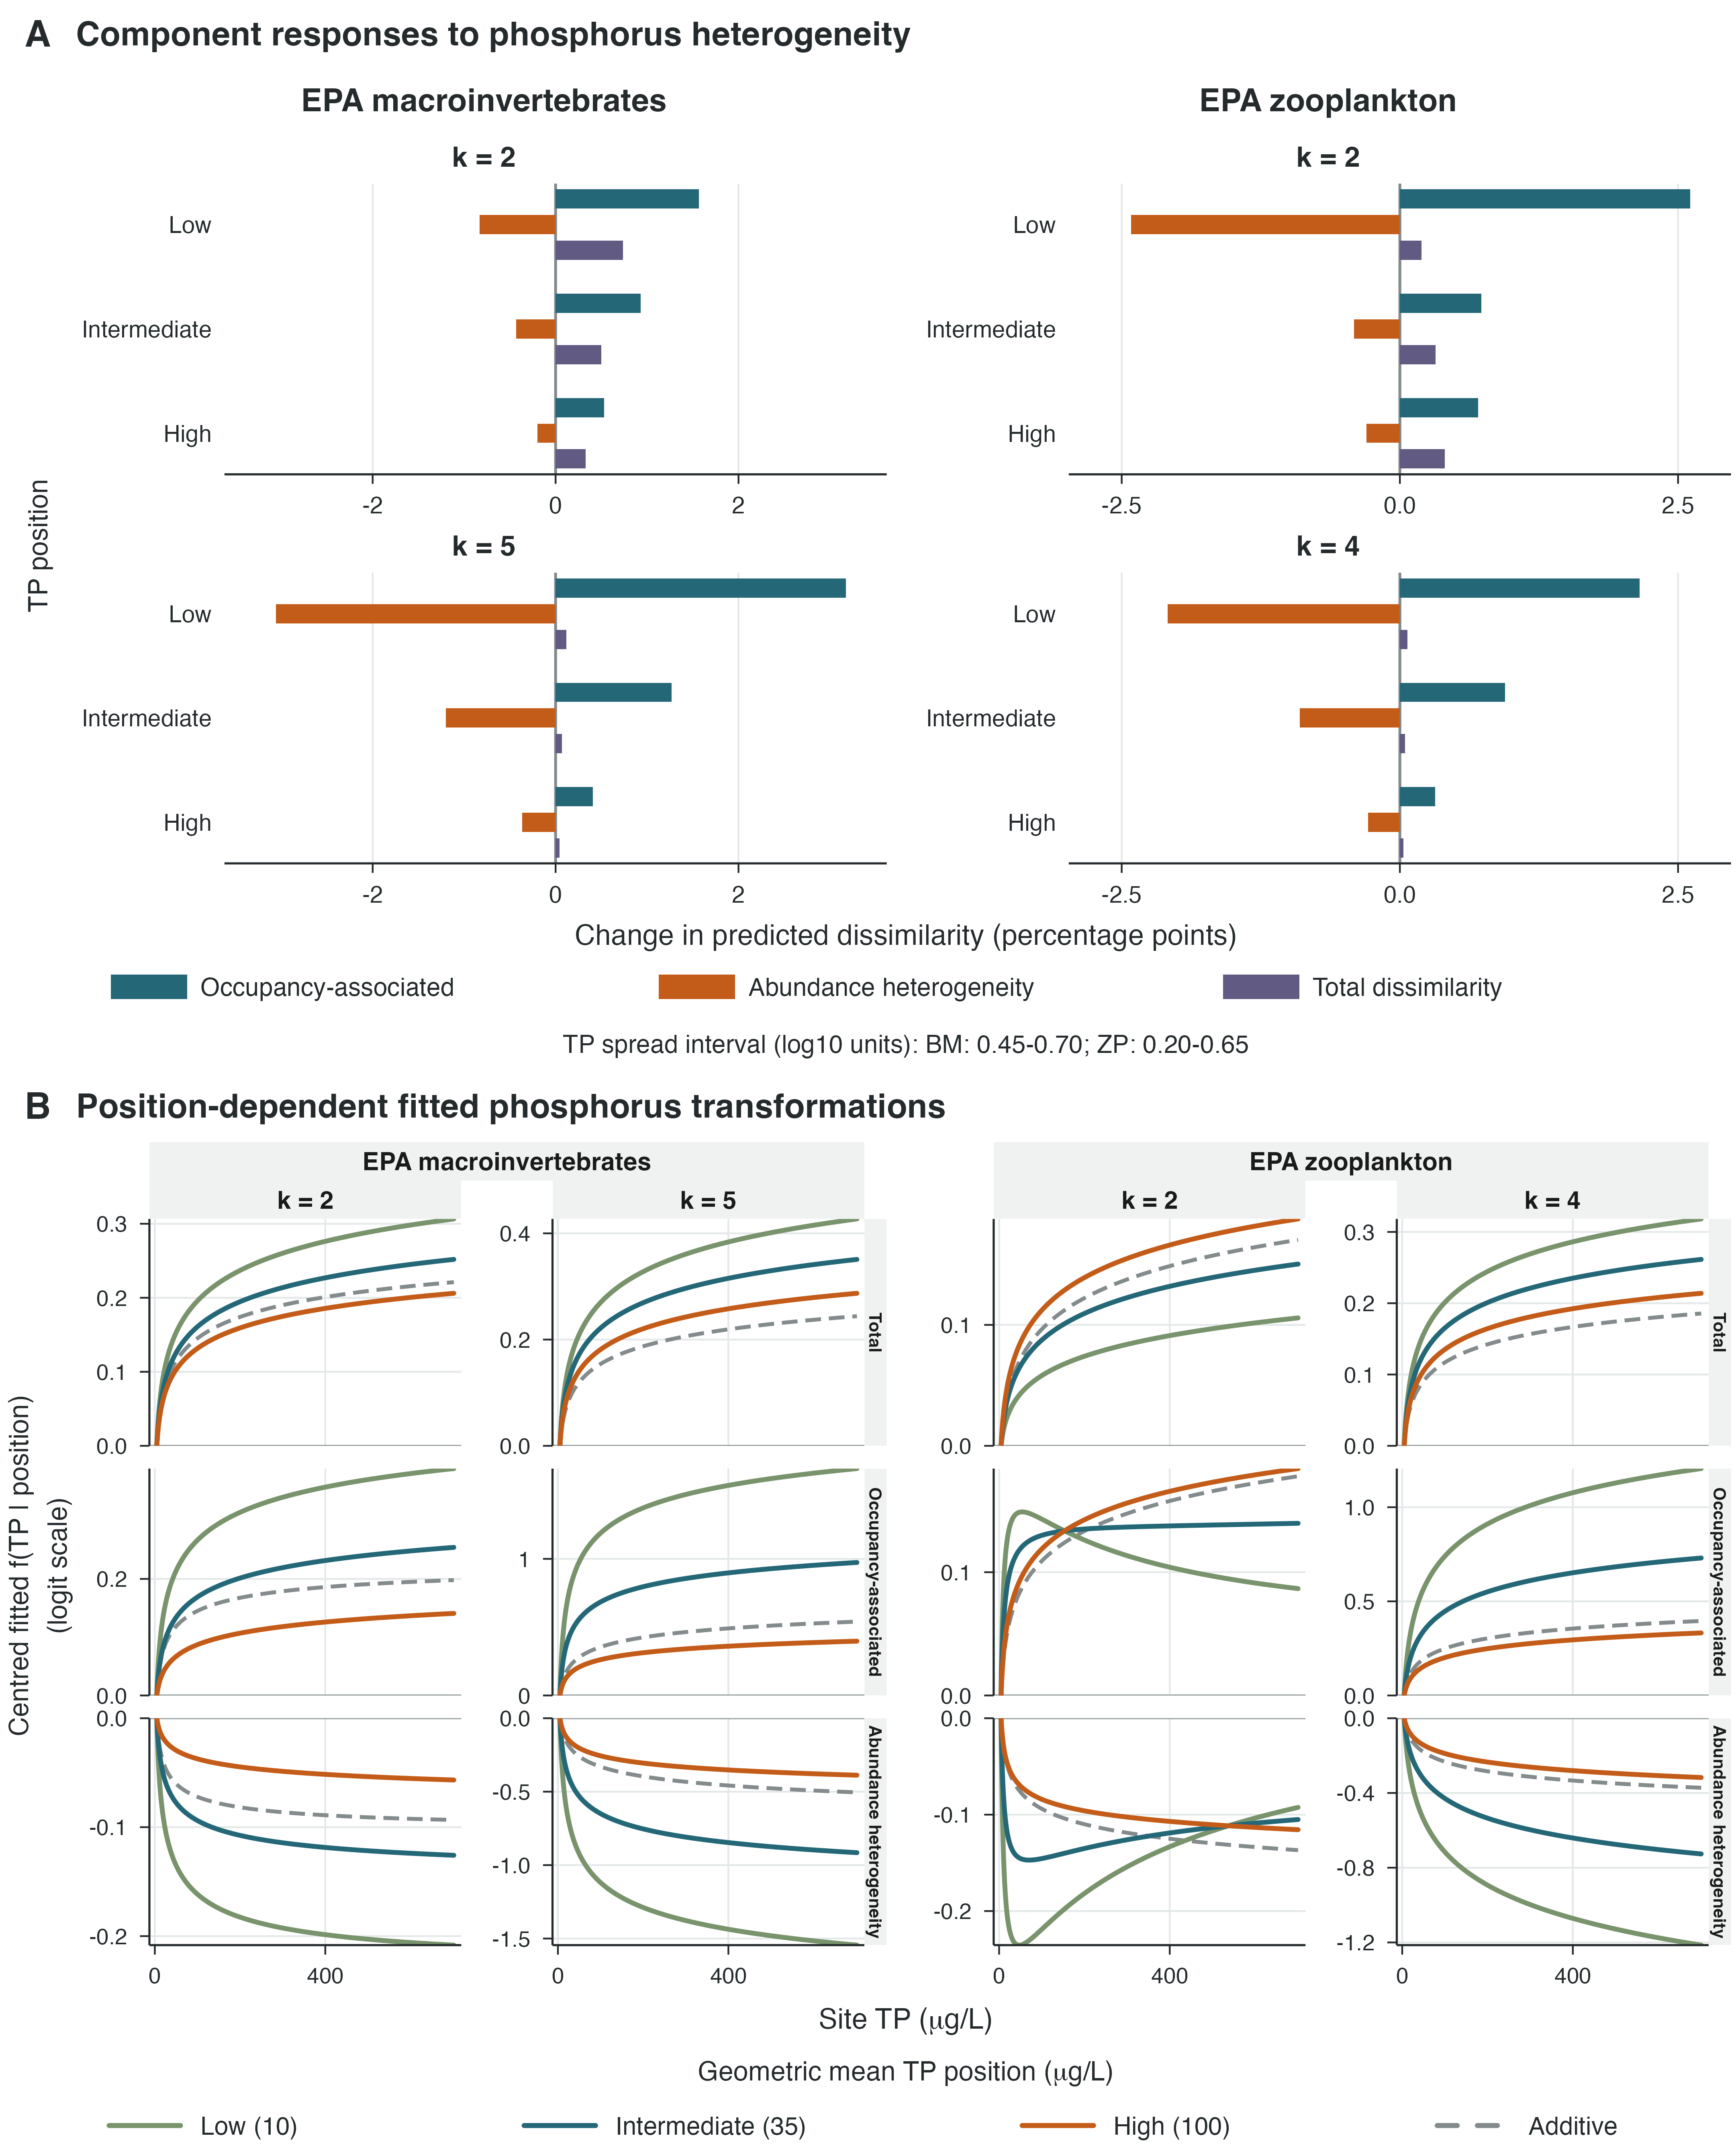 A Component responses to phosphorus heterogeneity
EPA macroinvertebrates
EPA zooplankton
k = 2
k = 2
TP position
Low
Intermediate
High
-2 0 2
Low
Intermediate
High
-2.5 0.0 2.5
k = 5
k = 4
Low
Intermediate
High
-2 0 2
Low
Intermediate
High
-2.5 0.0 2.5
Change in predicted dissimilarity (percentage points)
Occupancy-associated Abundance heterogeneity Total dissimilarity
TP spread interval (log10 units): BM: 0.45-0.70; ZP: 0.20-0.65
B Position-dependent fitted phosphorus transformations
EPA macroinvertebrates
EPA zooplankton
k = 2
k = 5
k = 2
k = 4
Centred fitted f(TP | position)
(logit scale)
0.3
0.2
0.1
0.0
0.4
0.2
0.0
Total
0.1
0.0
0.3
0.2
0.1
0.0
Total
0.2
0.0
1
0
Occupancy-associated
0.1
0.0
1.0
0.5
0.0
Occupancy-associated
0.0
-0.1
-0.2
0.0
-0.5
-1.0
-1.5
Abundance heterogeneity
0.0
-0.1
-0.2
0.0
-0.4
-0.8
-1.2
Abundance heterogeneity
0 400
0 400
0 400
0 400
Site TP (μg/L)
Geometric mean TP position (μg/L)
Low (10) Intermediate (35) High (100) Additive